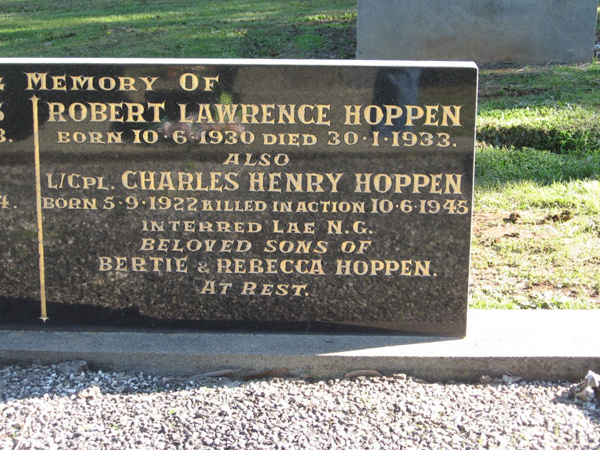 G MEMORY OF
S ROBERT LAWRENCE HOPPEN
3. BORN 10·6·1930 DIED 30·1·1933.
ALSO
L/CPL. CHARLES HENRY HOPPEN
4. BORN 5·9·1922 KILLED IN ACTION 10·6·1945
INTERRED LAE N.G.
BELOVED SONS OF
BERTIE & REBECCA HOPPEN.
AT REST.